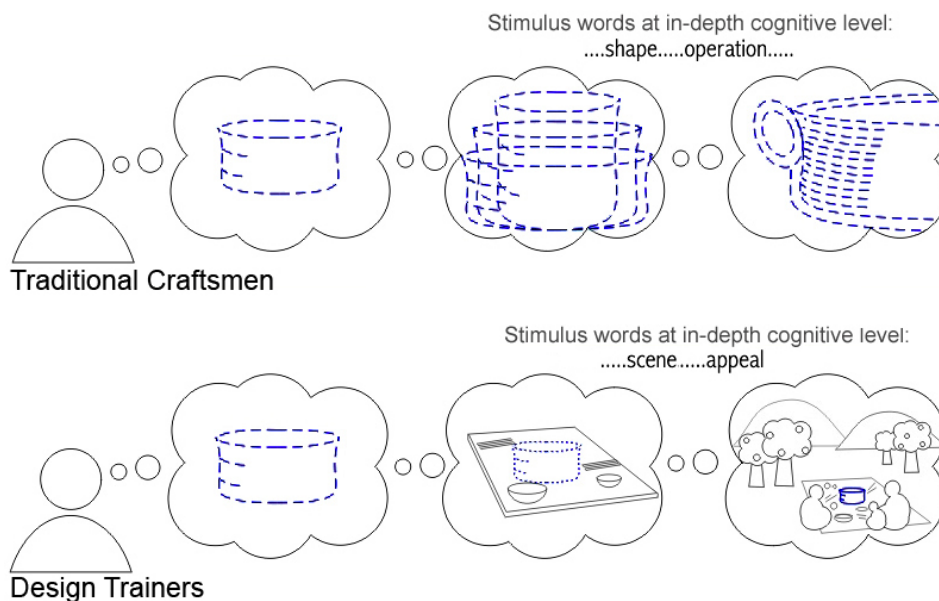 Stimulus words at in-depth cognitive level:
....shape.....operation.....
Traditional Craftsmen
Stimulus words at in-depth cognitive level:
.....scene.....appeal
Design Trainers